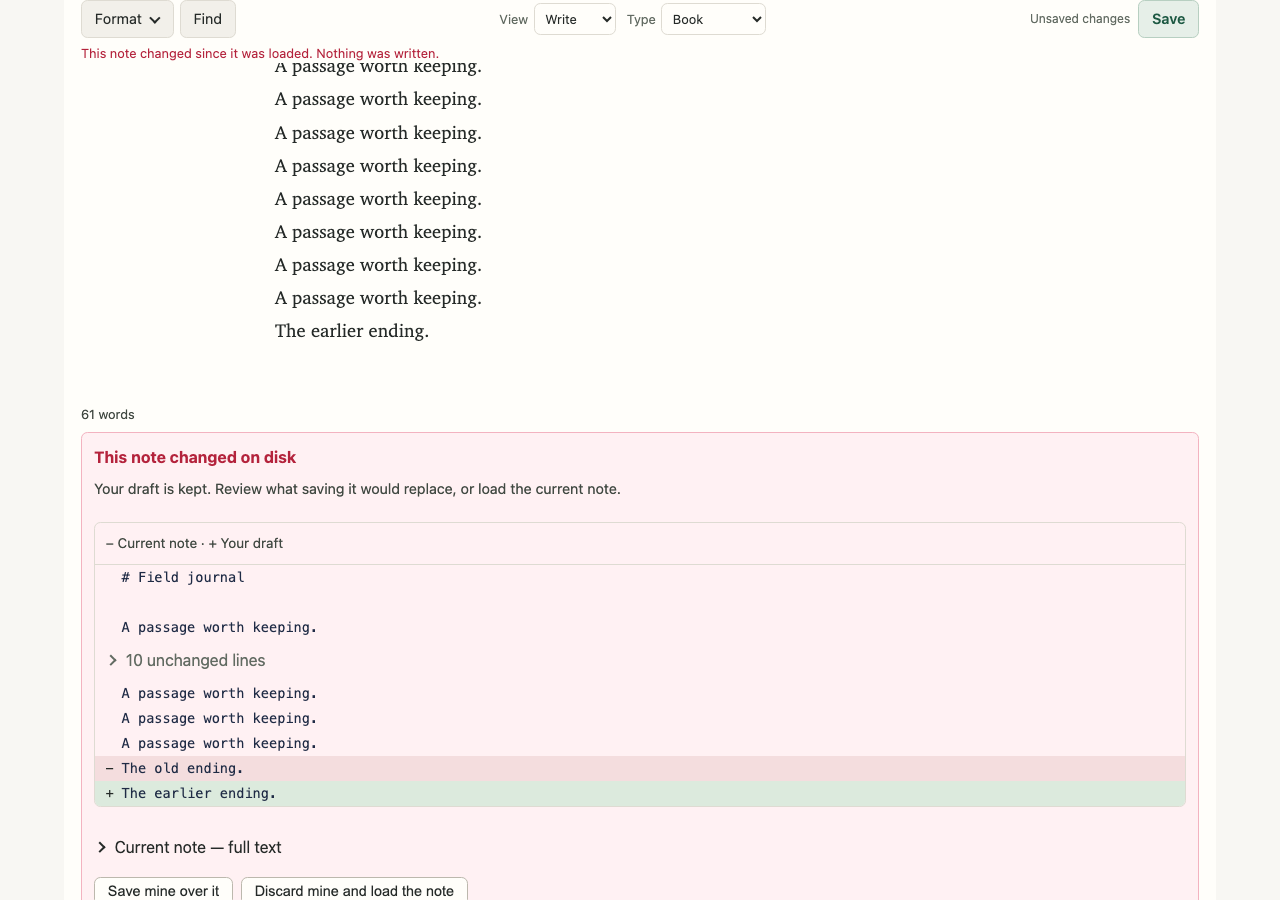 Format
Find
View
Write
Type
Book
Unsaved changes
Save
This note changed since it was loaded. Nothing was written.
A passage worth keeping.
A passage worth keeping.
A passage worth keeping.
A passage worth keeping.
A passage worth keeping.
A passage worth keeping.
A passage worth keeping.
A passage worth keeping.
The earlier ending.
61 words
This note changed on disk
Your draft is kept. Review what saving it would replace, or load the current note.
– Current note · + Your draft
# Field journal
A passage worth keeping.
10 unchanged lines
A passage worth keeping.
A passage worth keeping.
A passage worth keeping.
– The old ending.
+ The earlier ending.
Current note — full text
Save mine over it
Discard mine and load the note